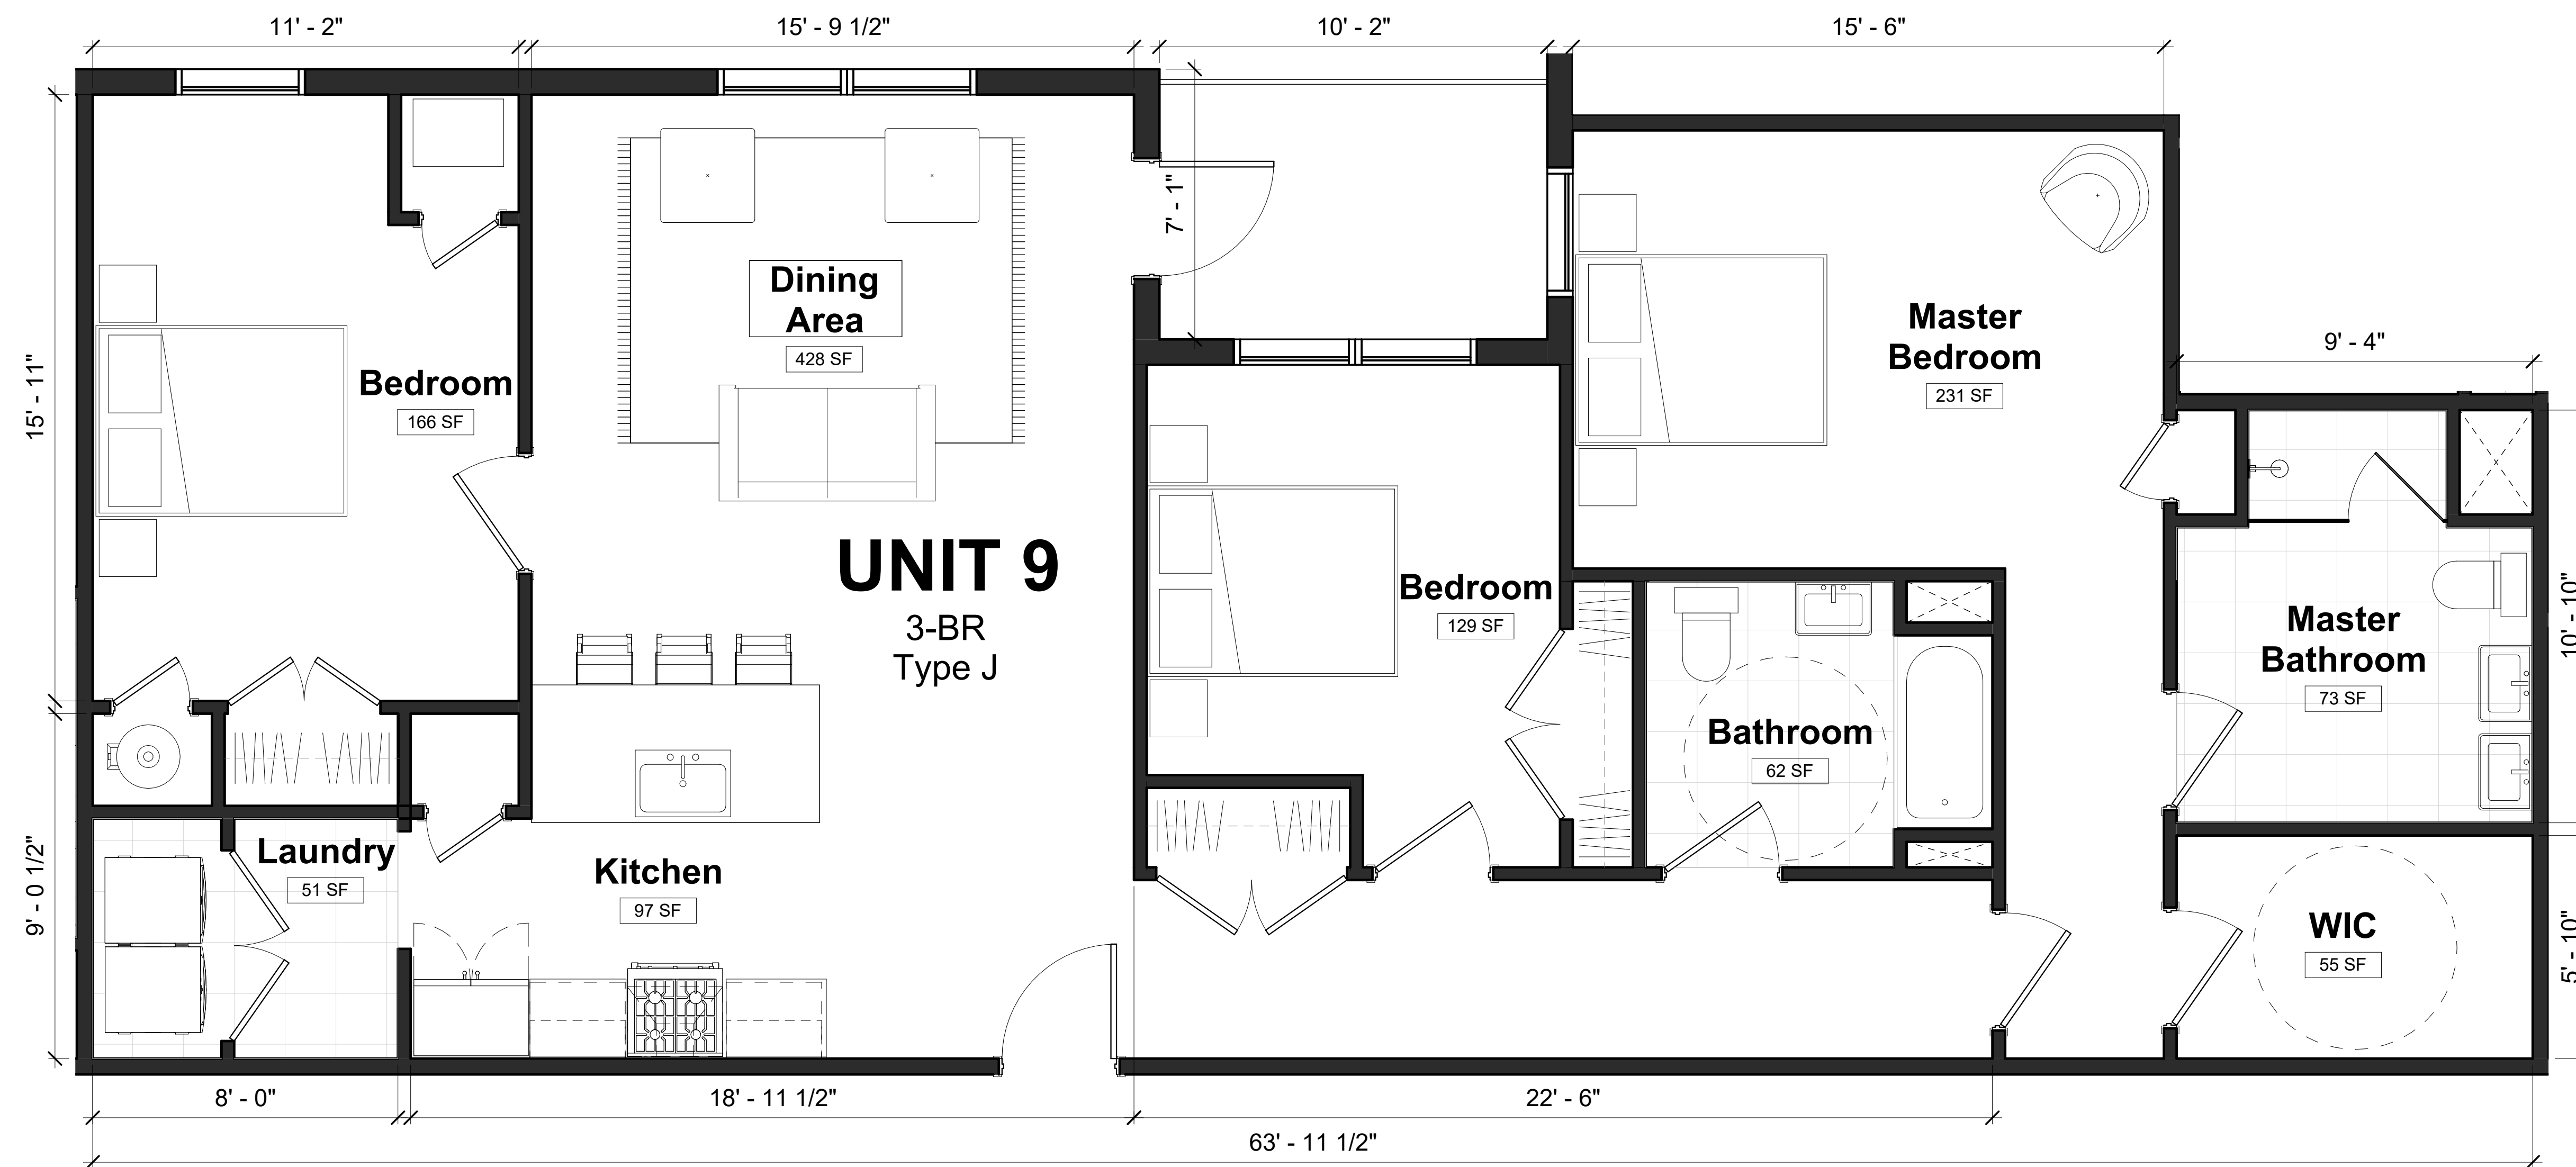 11' - 2"
15' - 9 1/2"
10' - 2"
15' - 6"
7' - 1"
15' - 11"
9' - 0 1/2"
Bedroom
166 SF
Dining
Area
428 SF
UNIT 9
3-BR
Type J
Master
Bedroom
231 SF
9' - 4"
Bedroom
129 SF
Master
Bathroom
73 SF
10' - 10"
Bathroom
62 SF
Laundry
51 SF
Kitchen
97 SF
WIC
55 SF
5' - 10"
8' - 0"
18' - 11 1/2"
22' - 6"
63' - 11 1/2"